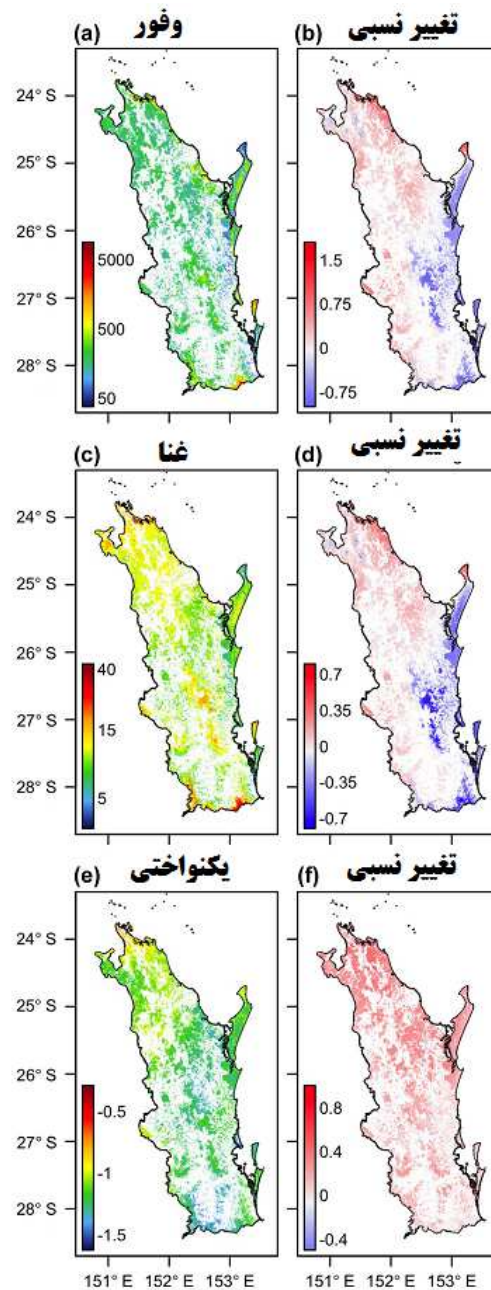 (a) وفور
(b) تغییر نسبی
24° S
25° S
26° S
27° S
28° S
5000
500
50
1.5
0.75
0
-0.75
(c) غنا
(d) تغییر نسبی
24° S
25° S
26° S
27° S
28° S
40
15
5
0.7
0.35
0
-0.35
-0.7
(e) یکنواختی
(f) تغییر نسبی
24° S
25° S
26° S
27° S
28° S
-0.5
-1
-1.5
0.8
0.4
0
-0.4
151° E 152° E 153° E
151° E 152° E 153° E